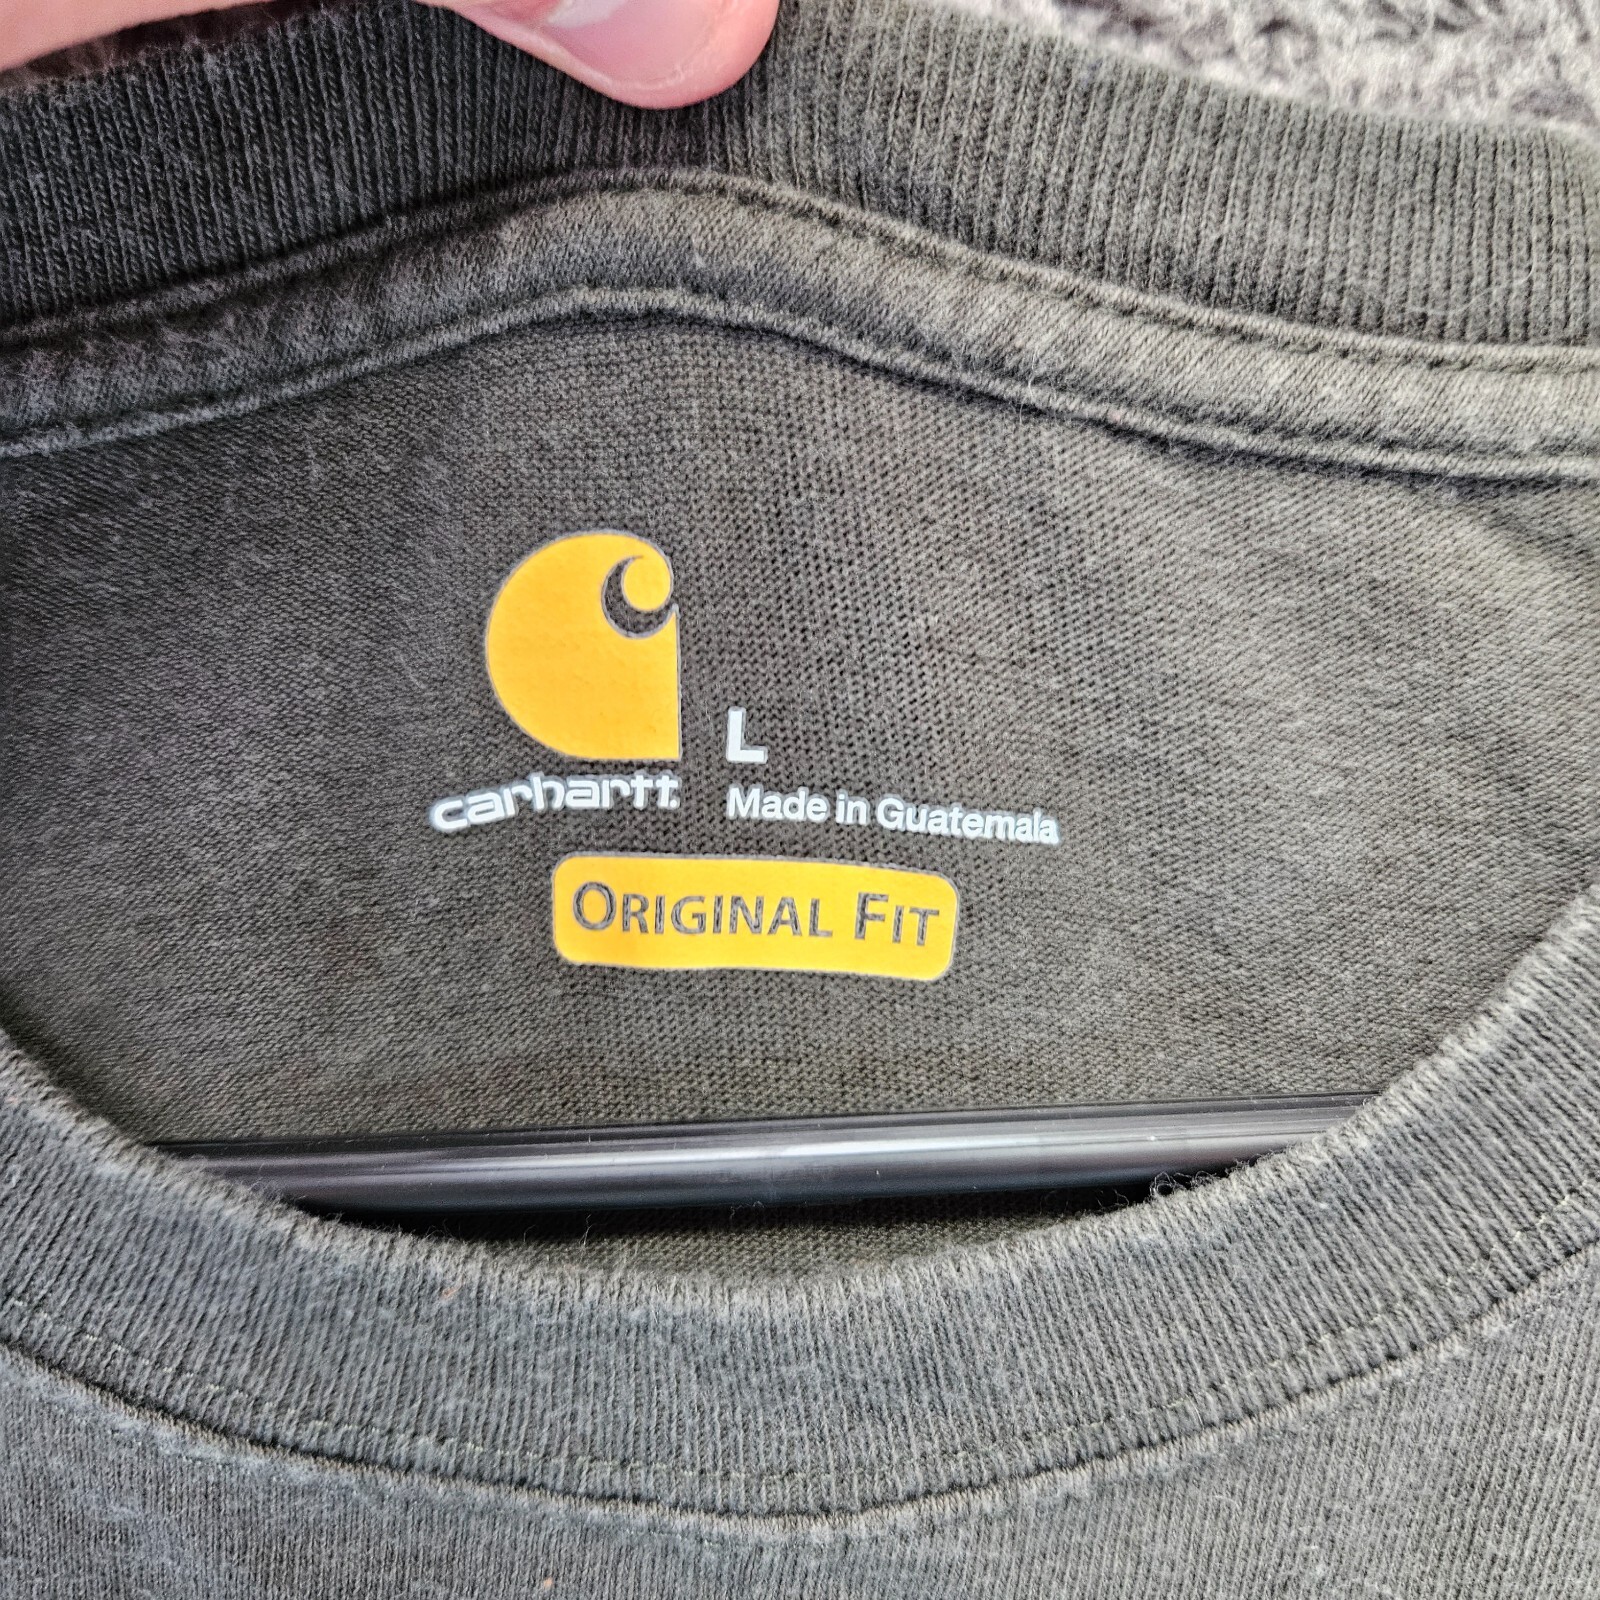 L
carhartt.
Made in Guatemala
ORIGINAL FIT